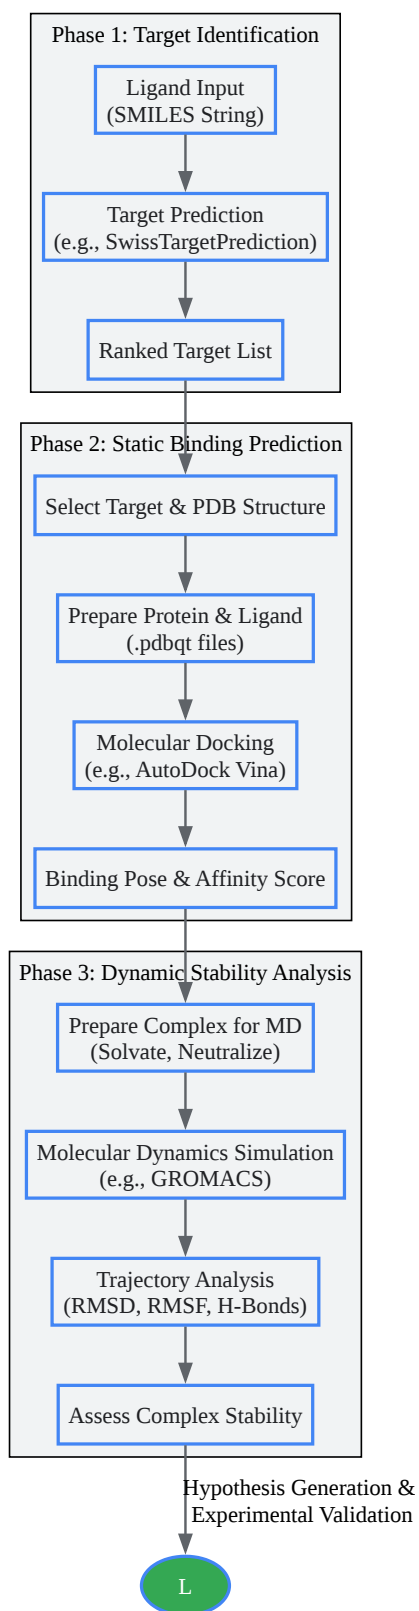 Phase 1: Target Identification
Ligand Input
(SMILES String)
Target Prediction
(e.g., SwissTargetPrediction)
Ranked Target List
Phase 2: Static Binding Prediction
Select Target & PDB Structure
Prepare Protein & Ligand
(.pdbqt files)
Molecular Docking
(e.g., AutoDock Vina)
Binding Pose & Affinity Score
Phase 3: Dynamic Stability Analysis
Prepare Complex for MD
(Solvate, Neutralize)
Molecular Dynamics Simulation
(e.g., GROMACS)
Trajectory Analysis
(RMSD, RMSF, H-Bonds)
Assess Complex Stability
Hypothesis Generation &
Experimental Validation
L